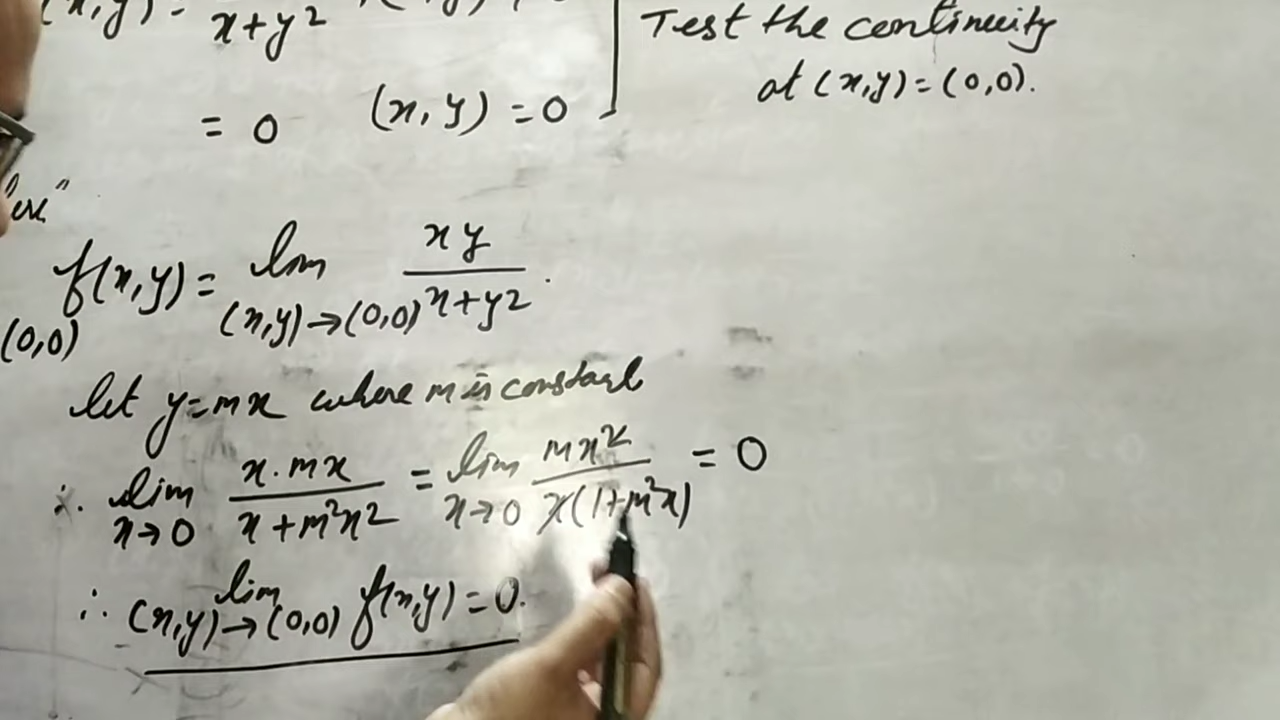 (x,y) = / x+y²
Test the continuity
at (x,y) = (0,0).
= 0 (x, y) = 0
f(x,y) = lim xy / x+y² .
(0,0) (x,y)→(0,0)
let y=mx where m is constant
∴ lim x→0 x.mx / x+m²x² = lim x→0 mx² / x(1+m²x) = 0
∴ lim (x,y)→(0,0) f(x,y) = 0.